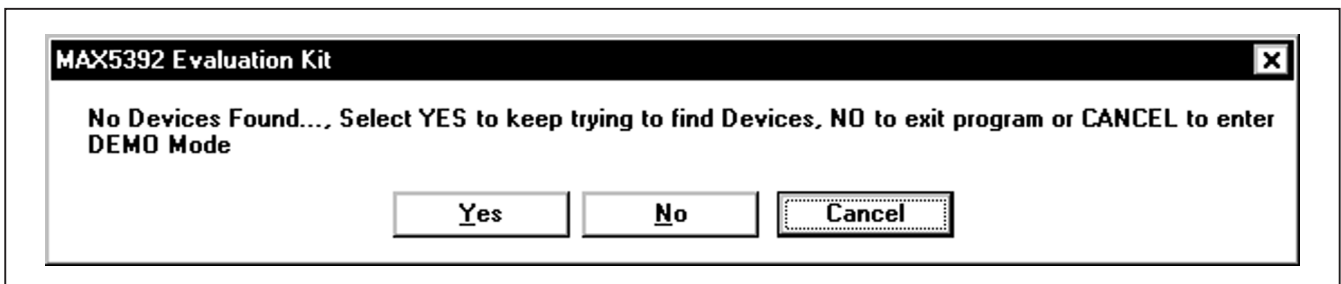 MAX5392 Evaluation Kit
No Devices Found..., Select YES to keep trying to find Devices, NO to exit program or CANCEL to enter
DEMO Mode
Yes No Cancel